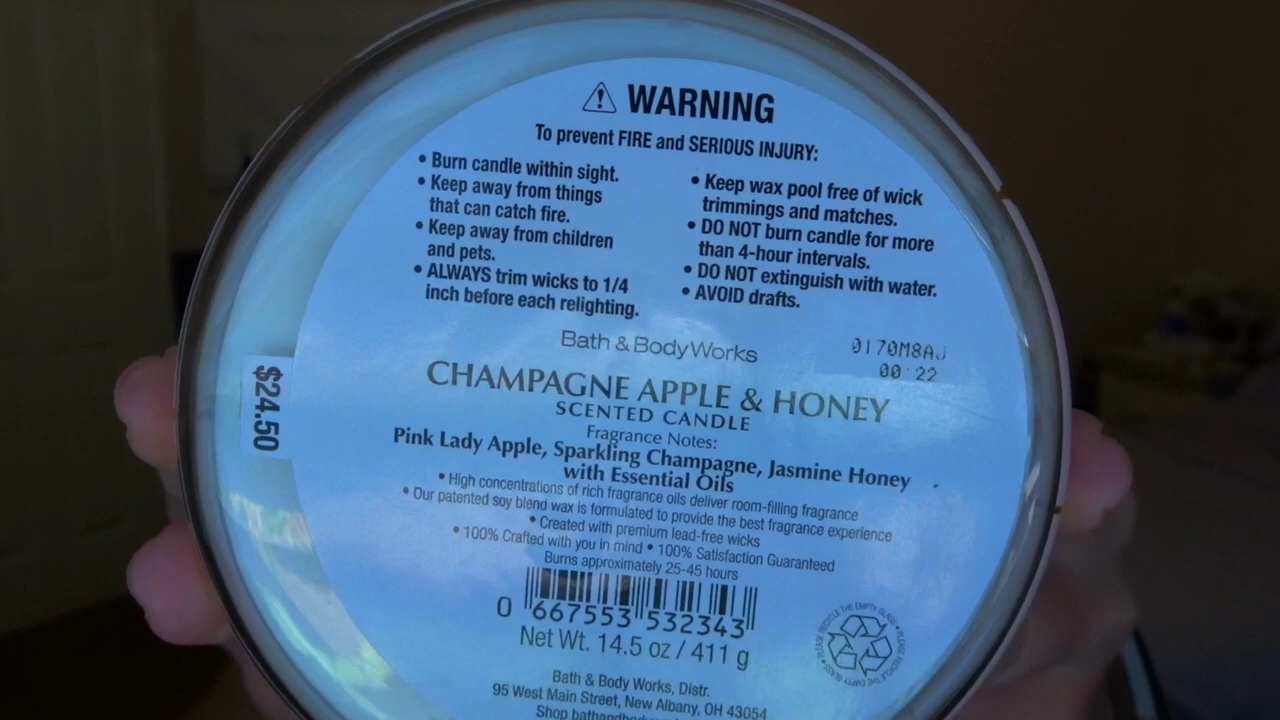 WARNING
To prevent FIRE and SERIOUS INJURY:
• Burn candle within sight.
• Keep away from things
that can catch fire.
• Keep away from children
and pets.
• ALWAYS trim wicks to 1/4
inch before each relighting.
• Keep wax pool free of wick
trimmings and matches.
• DO NOT burn candle for more
than 4-hour intervals.
• DO NOT extinguish with water.
• AVOID drafts.
Bath & Body Works
0170M8AJ
00 22
CHAMPAGNE APPLE & HONEY
SCENTED CANDLE
Fragrance Notes:
Pink Lady Apple, Sparkling Champagne, Jasmine Honey
with Essential Oils
• High concentrations of rich fragrance oils deliver room-filling fragrance
• Our patented soy blend wax is formulated to provide the best fragrance experience
• Created with premium lead-free wicks
• 100% Crafted with you in mind • 100% Satisfaction Guaranteed
Burns approximately 25-45 hours
$24.50
0 667553 532343
Net Wt. 14.5 oz / 411 g
PLEASE RECYCLE THE EMPTY GLASS • PLEASE RECYCLE THE EMPTY GLASS •
Bath & Body Works, Distr.
95 West Main Street, New Albany, OH 43054
Shop